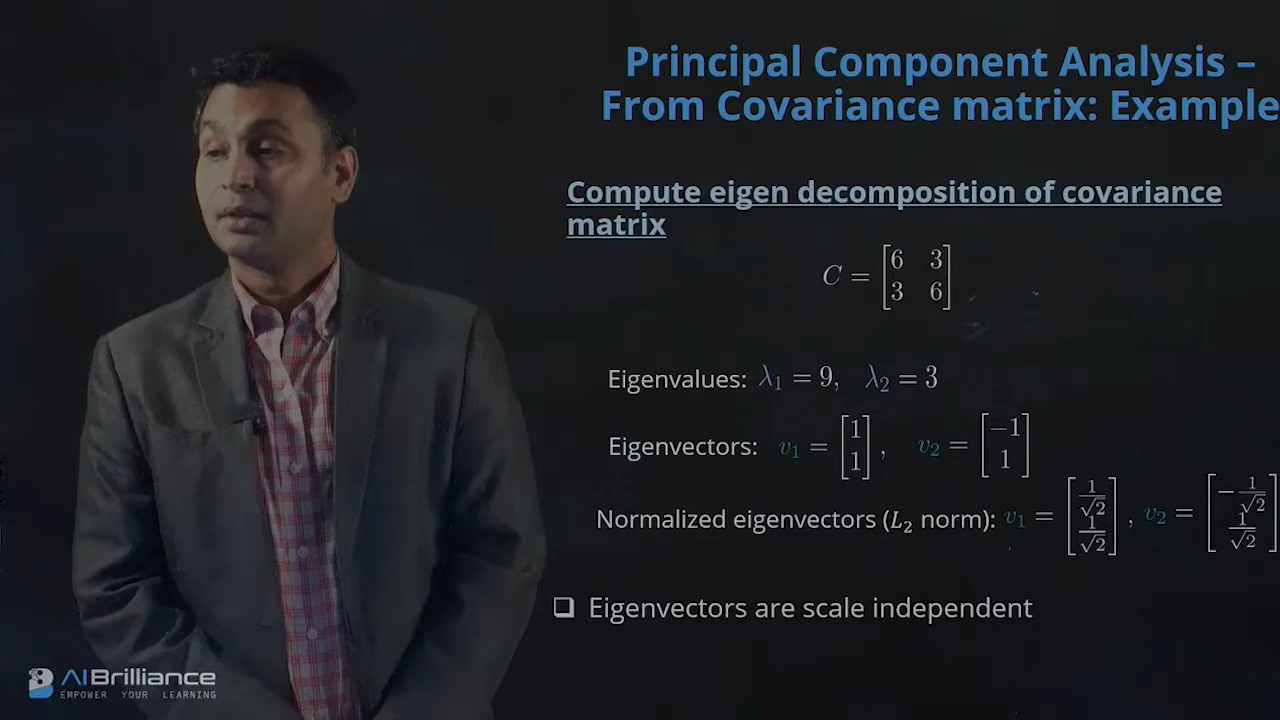 Principal Component Analysis –
From Covariance matrix: Example
Compute eigen decomposition of covariance
matrix
C = [6 3
3 6]
Eigenvalues: λ₁ = 9, λ₂ = 3
Eigenvectors: v₁ = [1 1], v₂ = [−1 1]
Normalized eigenvectors (L₂ norm): v₁ = [1/√2 1/√2], v₂ = [−1/√2 1/√2]
❑ Eigenvectors are scale independent
AIBrilliance
EMPOWER YOUR LEARNING